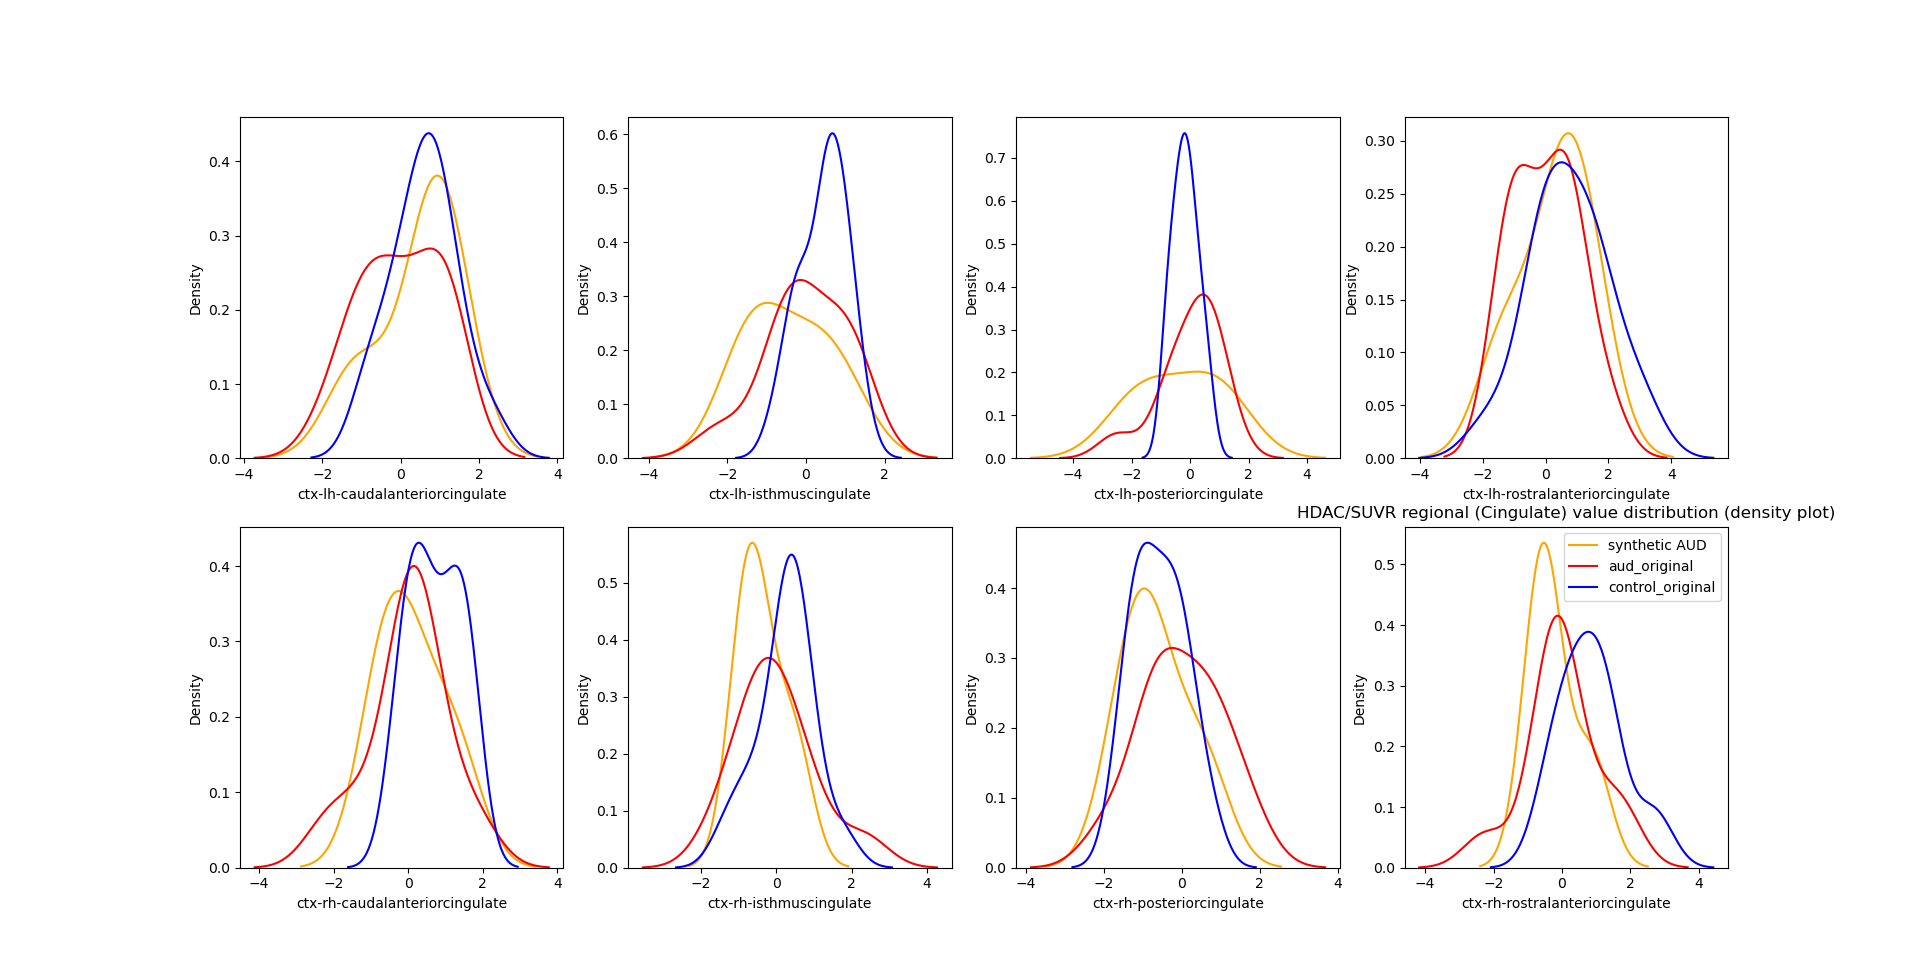 Density
0.4
0.3
0.2
0.1
0.0
−4 −2 0 2 4
ctx-lh-caudalanteriorcingulate
Density
0.6
0.5
0.4
0.3
0.2
0.1
0.0
−4 −2 0 2
ctx-lh-isthmuscingulate
Density
0.7
0.6
0.5
0.4
0.3
0.2
0.1
0.0
−4 −2 0 2 4
ctx-lh-posteriorcingulate
Density
0.30
0.25
0.20
0.15
0.10
0.05
0.00
−4 −2 0 2 4
ctx-lh-rostralanteriorcingulate
Density
0.4
0.3
0.2
0.1
0.0
−4 −2 0 2 4
ctx-rh-caudalanteriorcingulate
Density
0.5
0.4
0.3
0.2
0.1
0.0
−2 0 2 4
ctx-rh-isthmuscingulate
Density
0.4
0.3
0.2
0.1
0.0
−4 −2 0 2 4
ctx-rh-posteriorcingulate
HDAC/SUVR regional (Cingulate) value distribution (density plot)
synthetic AUD
aud_original
control_original
Density
0.5
0.4
0.3
0.2
0.1
0.0
−4 −2 0 2 4
ctx-rh-rostralanteriorcingulate